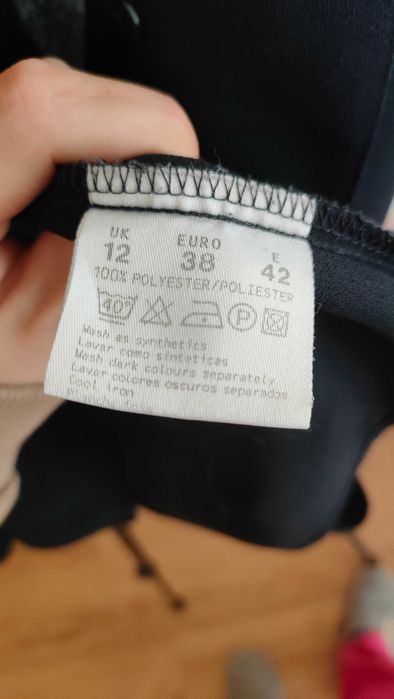 UK EURO E
12 38 42
100% POLYESTER/POLIESTER
40 P
Wash as synthetics
Lavar como sinteticas
Wash dark colours separately
Lavar colores oscuros separados
Cool iron